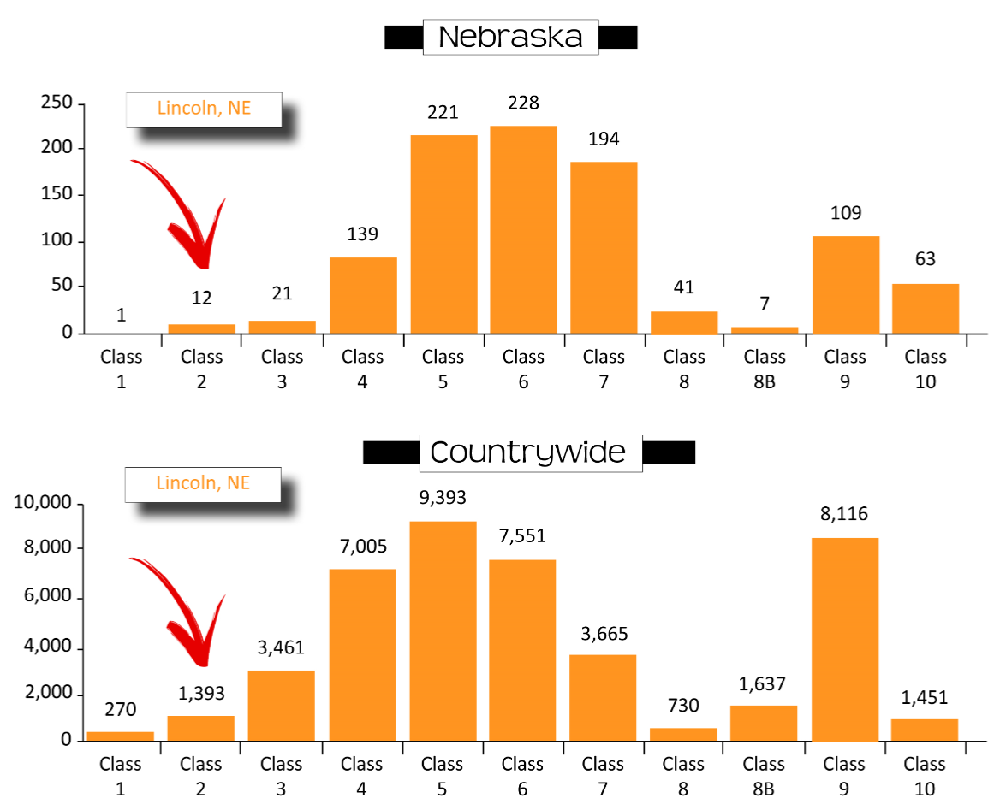 Nebraska
Lincoln, NE
250
200
150
100
50
0
1
12
21
139
221
228
194
41
7
109
63
Class 1
Class 2
Class 3
Class 4
Class 5
Class 6
Class 7
Class 8
Class 8B
Class 9
Class 10
Countrywide
Lincoln, NE
10,000
8,000
6,000
4,000
2,000
0
270
1,393
3,461
7,005
9,393
7,551
3,665
730
1,637
8,116
1,451
Class 1
Class 2
Class 3
Class 4
Class 5
Class 6
Class 7
Class 8
Class 8B
Class 9
Class 10